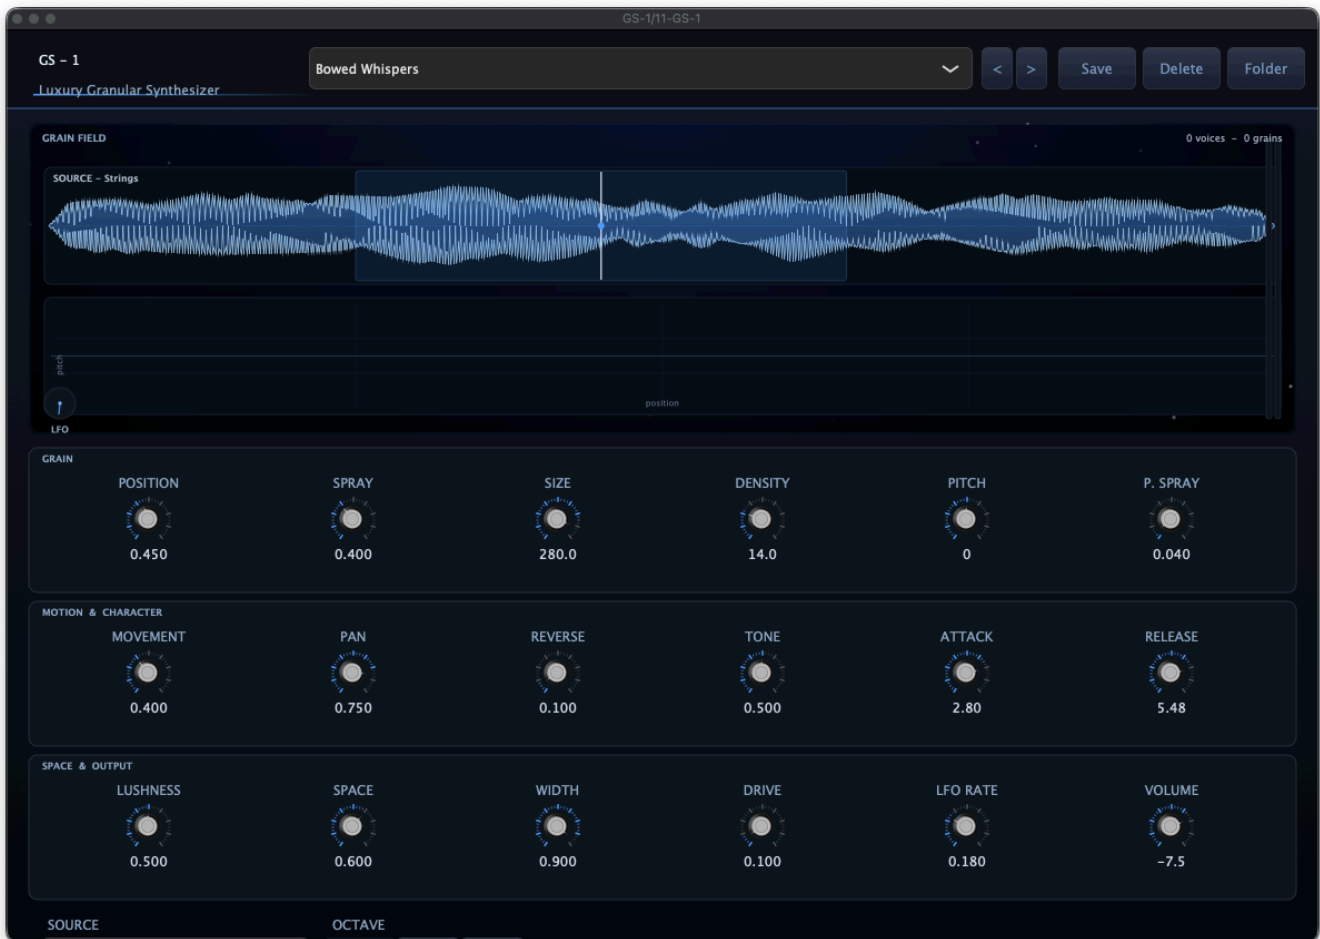 GS-1/11-GS-1
GS – 1
Luxury Granular Synthesizer
Bowed Whispers
<
>
Save
Delete
Folder
GRAIN FIELD
0 voices – 0 grains
SOURCE – Strings
pitch
position
LFO
GRAIN
POSITION SPRAY SIZE DENSITY PITCH P. SPRAY
0.450 0.400 280.0 14.0 0 0.040
MOTION & CHARACTER
MOVEMENT PAN REVERSE TONE ATTACK RELEASE
0.400 0.750 0.100 0.500 2.80 5.48
SPACE & OUTPUT
LUSHNESS SPACE WIDTH DRIVE LFO RATE VOLUME
0.500 0.600 0.900 0.100 0.180 -7.5
SOURCE OCTAVE